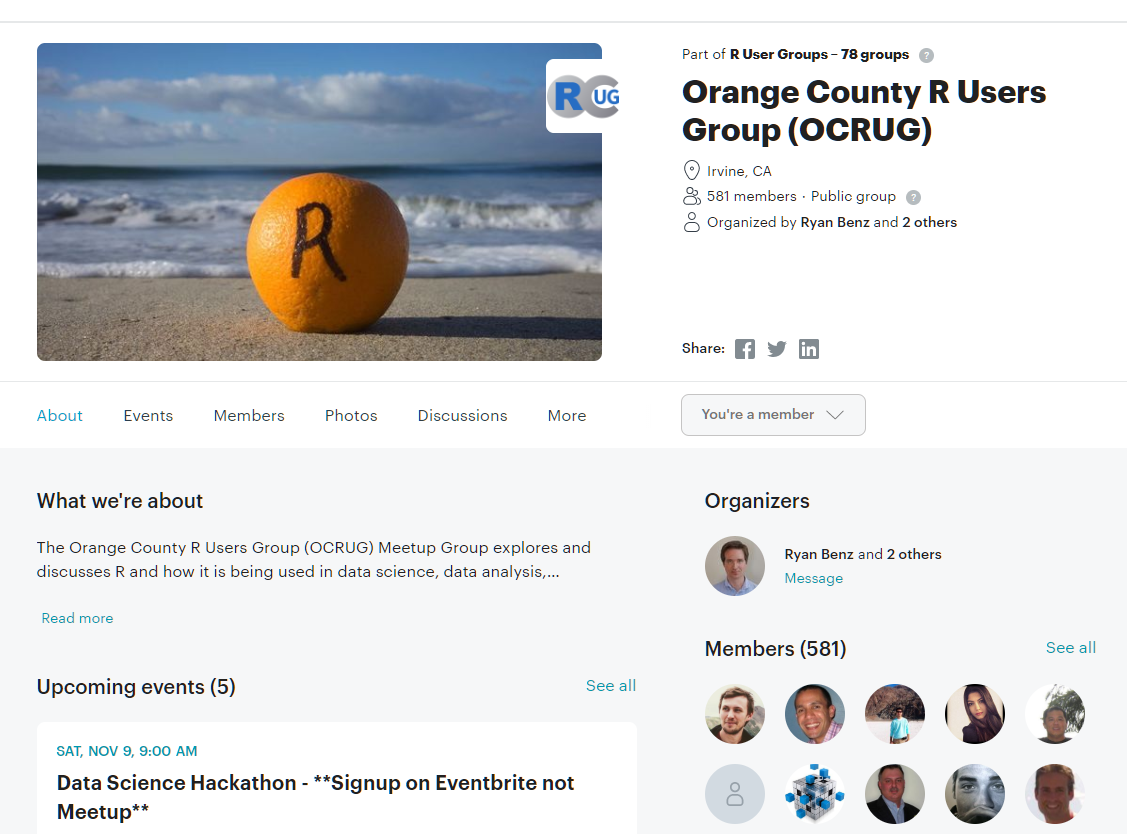 R
R UG
Part of R User Groups – 78 groups ?
Orange County R Users
Group (OCRUG)
Irvine, CA
581 members · Public group ?
Organized by Ryan Benz and 2 others
Share:
About Events Members Photos Discussions More
You're a member
What we're about
The Orange County R Users Group (OCRUG) Meetup Group explores and
discusses R and how it is being used in data science, data analysis,...
Read more
Upcoming events (5) See all
SAT, NOV 9, 9:00 AM
Data Science Hackathon - **Signup on Eventbrite not
Meetup**
Organizers
Ryan Benz and 2 others
Message
Members (581) See all